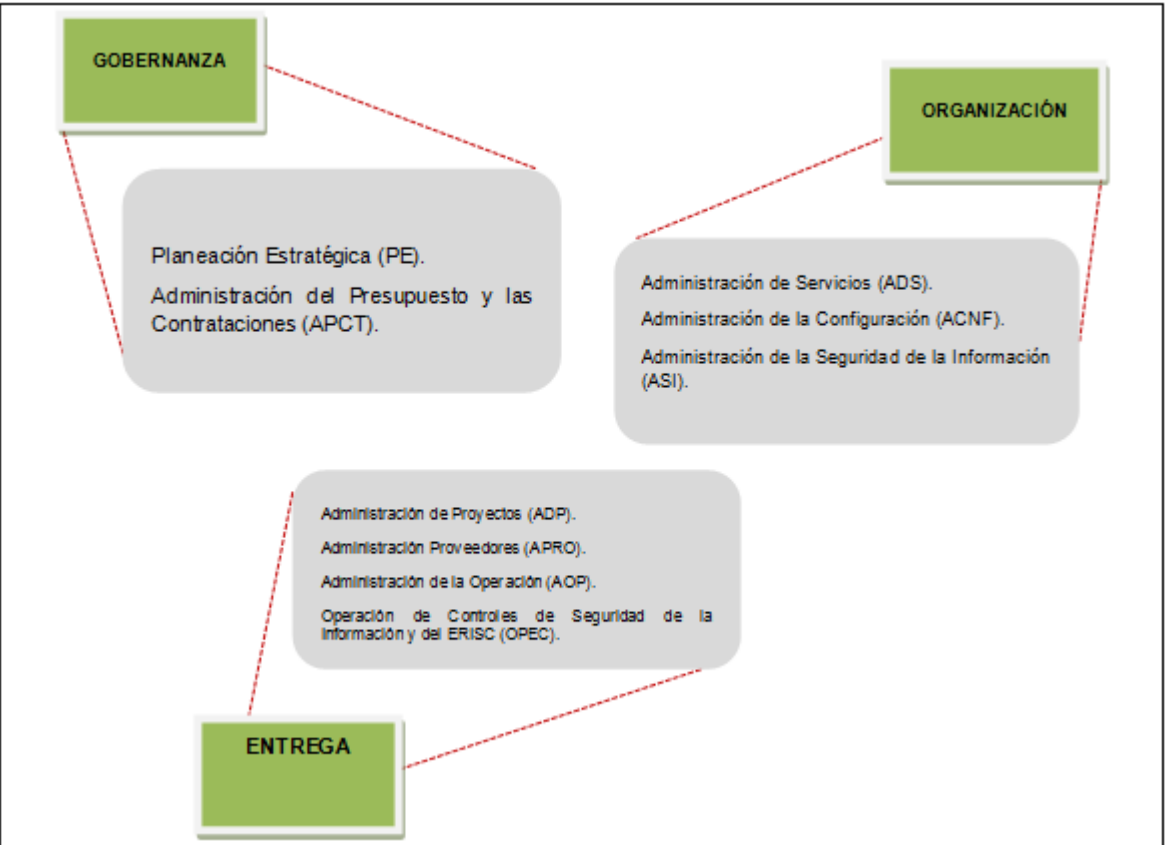 GOBERNANZA
Planeación Estratégica (PE).
Administración del Presupuesto y las
Contrataciones (APCT).
ORGANIZACIÓN
Administración de Servicios (ADS).
Administración de la Configuración (ACNF).
Administración de la Seguridad de la Información
(ASI).
Administración de Proyectos (ADP).
Administración Proveedores (APRO).
Administración de la Operación (AOP).
Operación de Controles de Seguridad de la
Información y del ERISC (OPEC).
ENTREGA